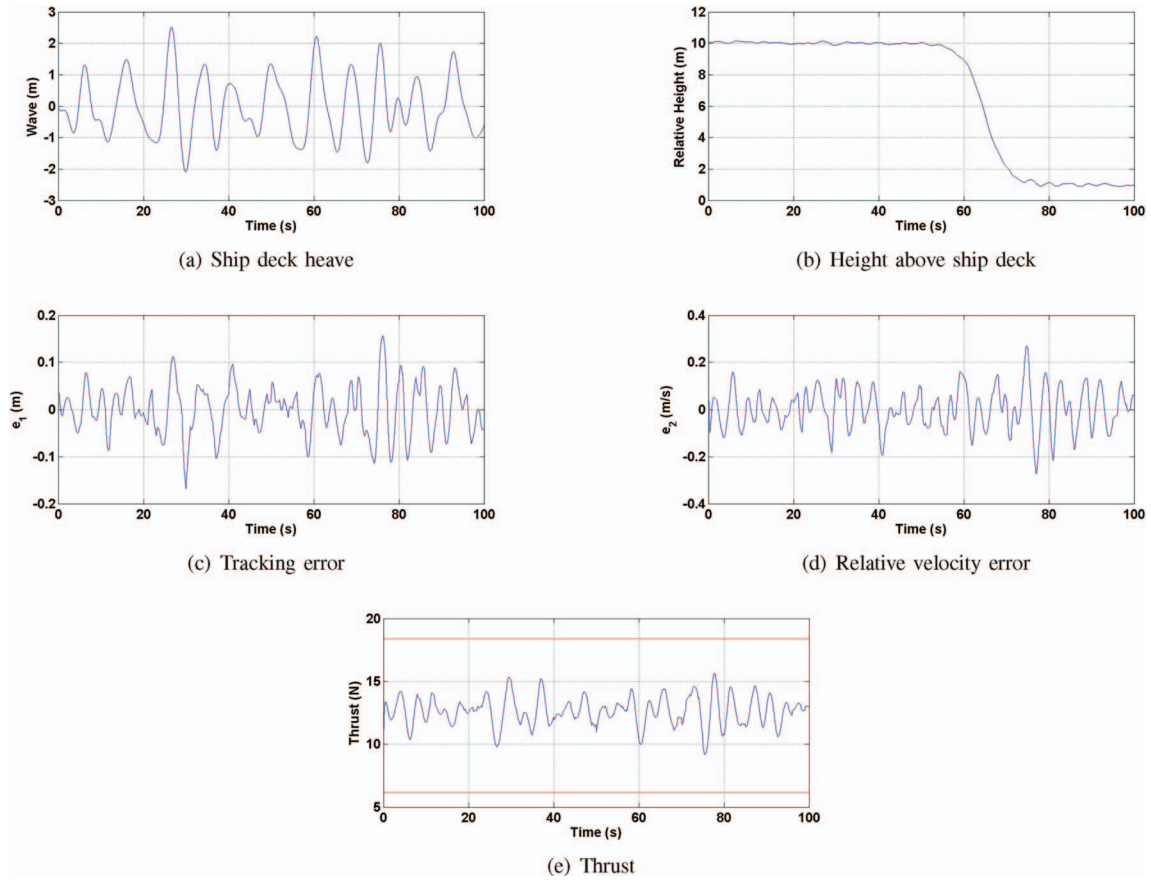 3
2
1
0
-1
-2
-3
Wave (m)
0 20 40 60 80 100
Time (s)
(a) Ship deck heave
12
10
8
6
4
2
0
Relative Height (m)
0 20 40 60 80 100
Time (s)
(b) Height above ship deck
0.2
0.1
0
-0.1
-0.2
e1 (m)
0 20 40 60 80 100
Time (s)
(c) Tracking error
0.4
0.2
0
-0.2
-0.4
e2 (m/s)
0 20 40 60 80 100
Time (s)
(d) Relative velocity error
20
15
10
5
Thrust (N)
0 20 40 60 80 100
Time (s)
(e) Thrust